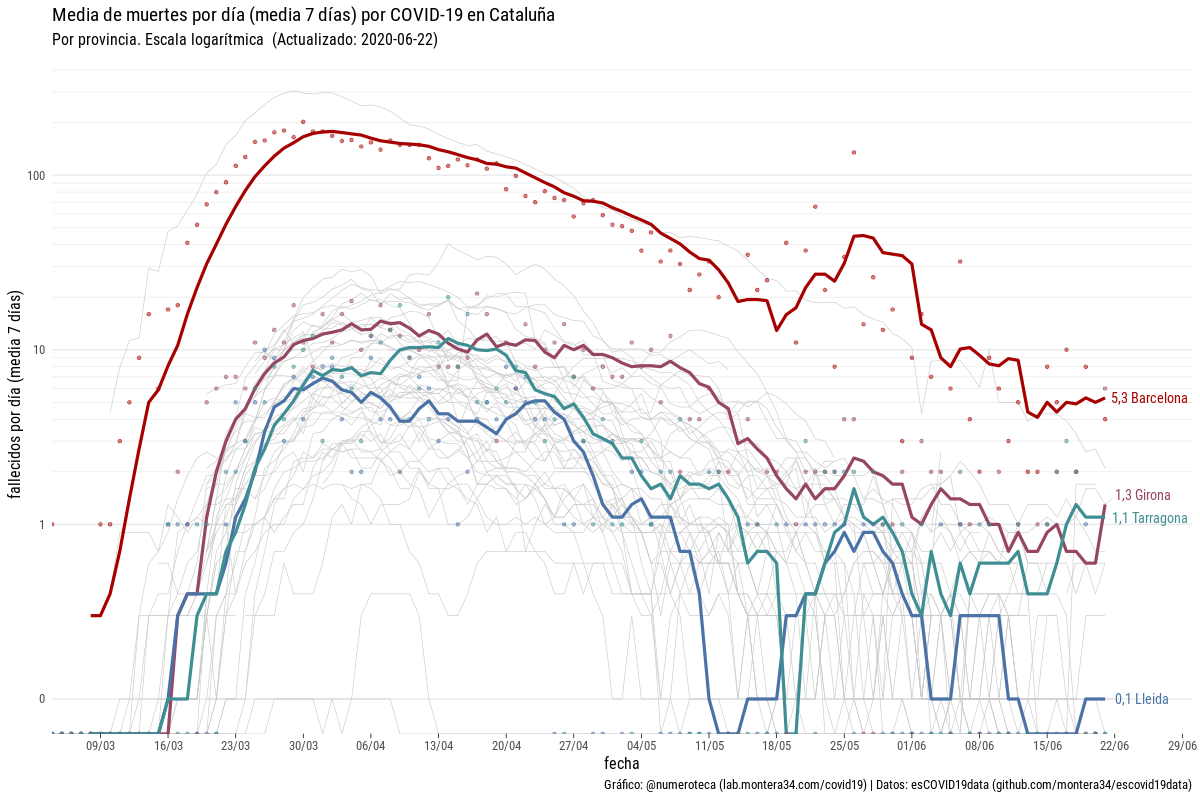 Media de muertes por día (media 7 días) por COVID-19 en Cataluña
Por provincia. Escala logarítmica (Actualizado: 2020-06-22)
fallecidos por día (media 7 días)
100
10
1
0
5,3 Barcelona
1,3 Girona
1,1 Tarragona
0,1 Lleida
09/03 16/03 23/03 30/03 06/04 13/04 20/04 27/04 04/05 11/05 18/05 25/05 01/06 08/06 15/06 22/06 29/06
fecha
Gráfico: @numeroteca (lab.montera34.com/covid19) | Datos: esCOVID19data (github.com/montera34/escovid19data)